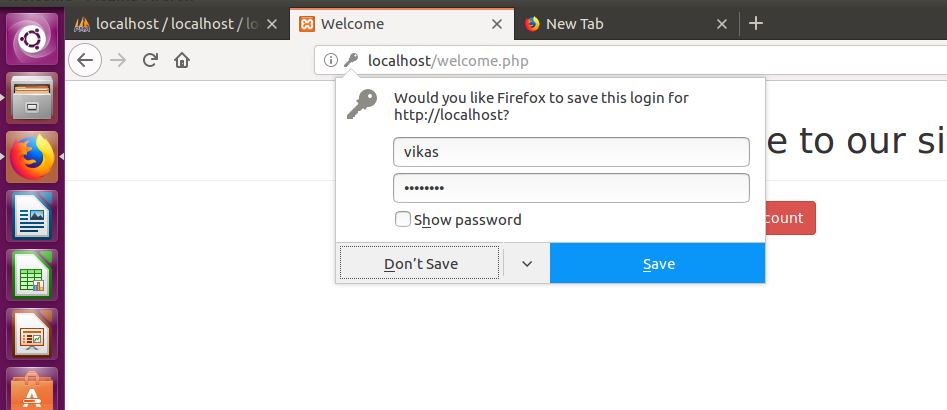 localhost / localhost / lo
Welcome
New Tab
localhost/welcome.php
Would you like Firefox to save this login for
http://localhost?
e to our si
vikas
••••••••
count
Show password
Don’t Save
Save